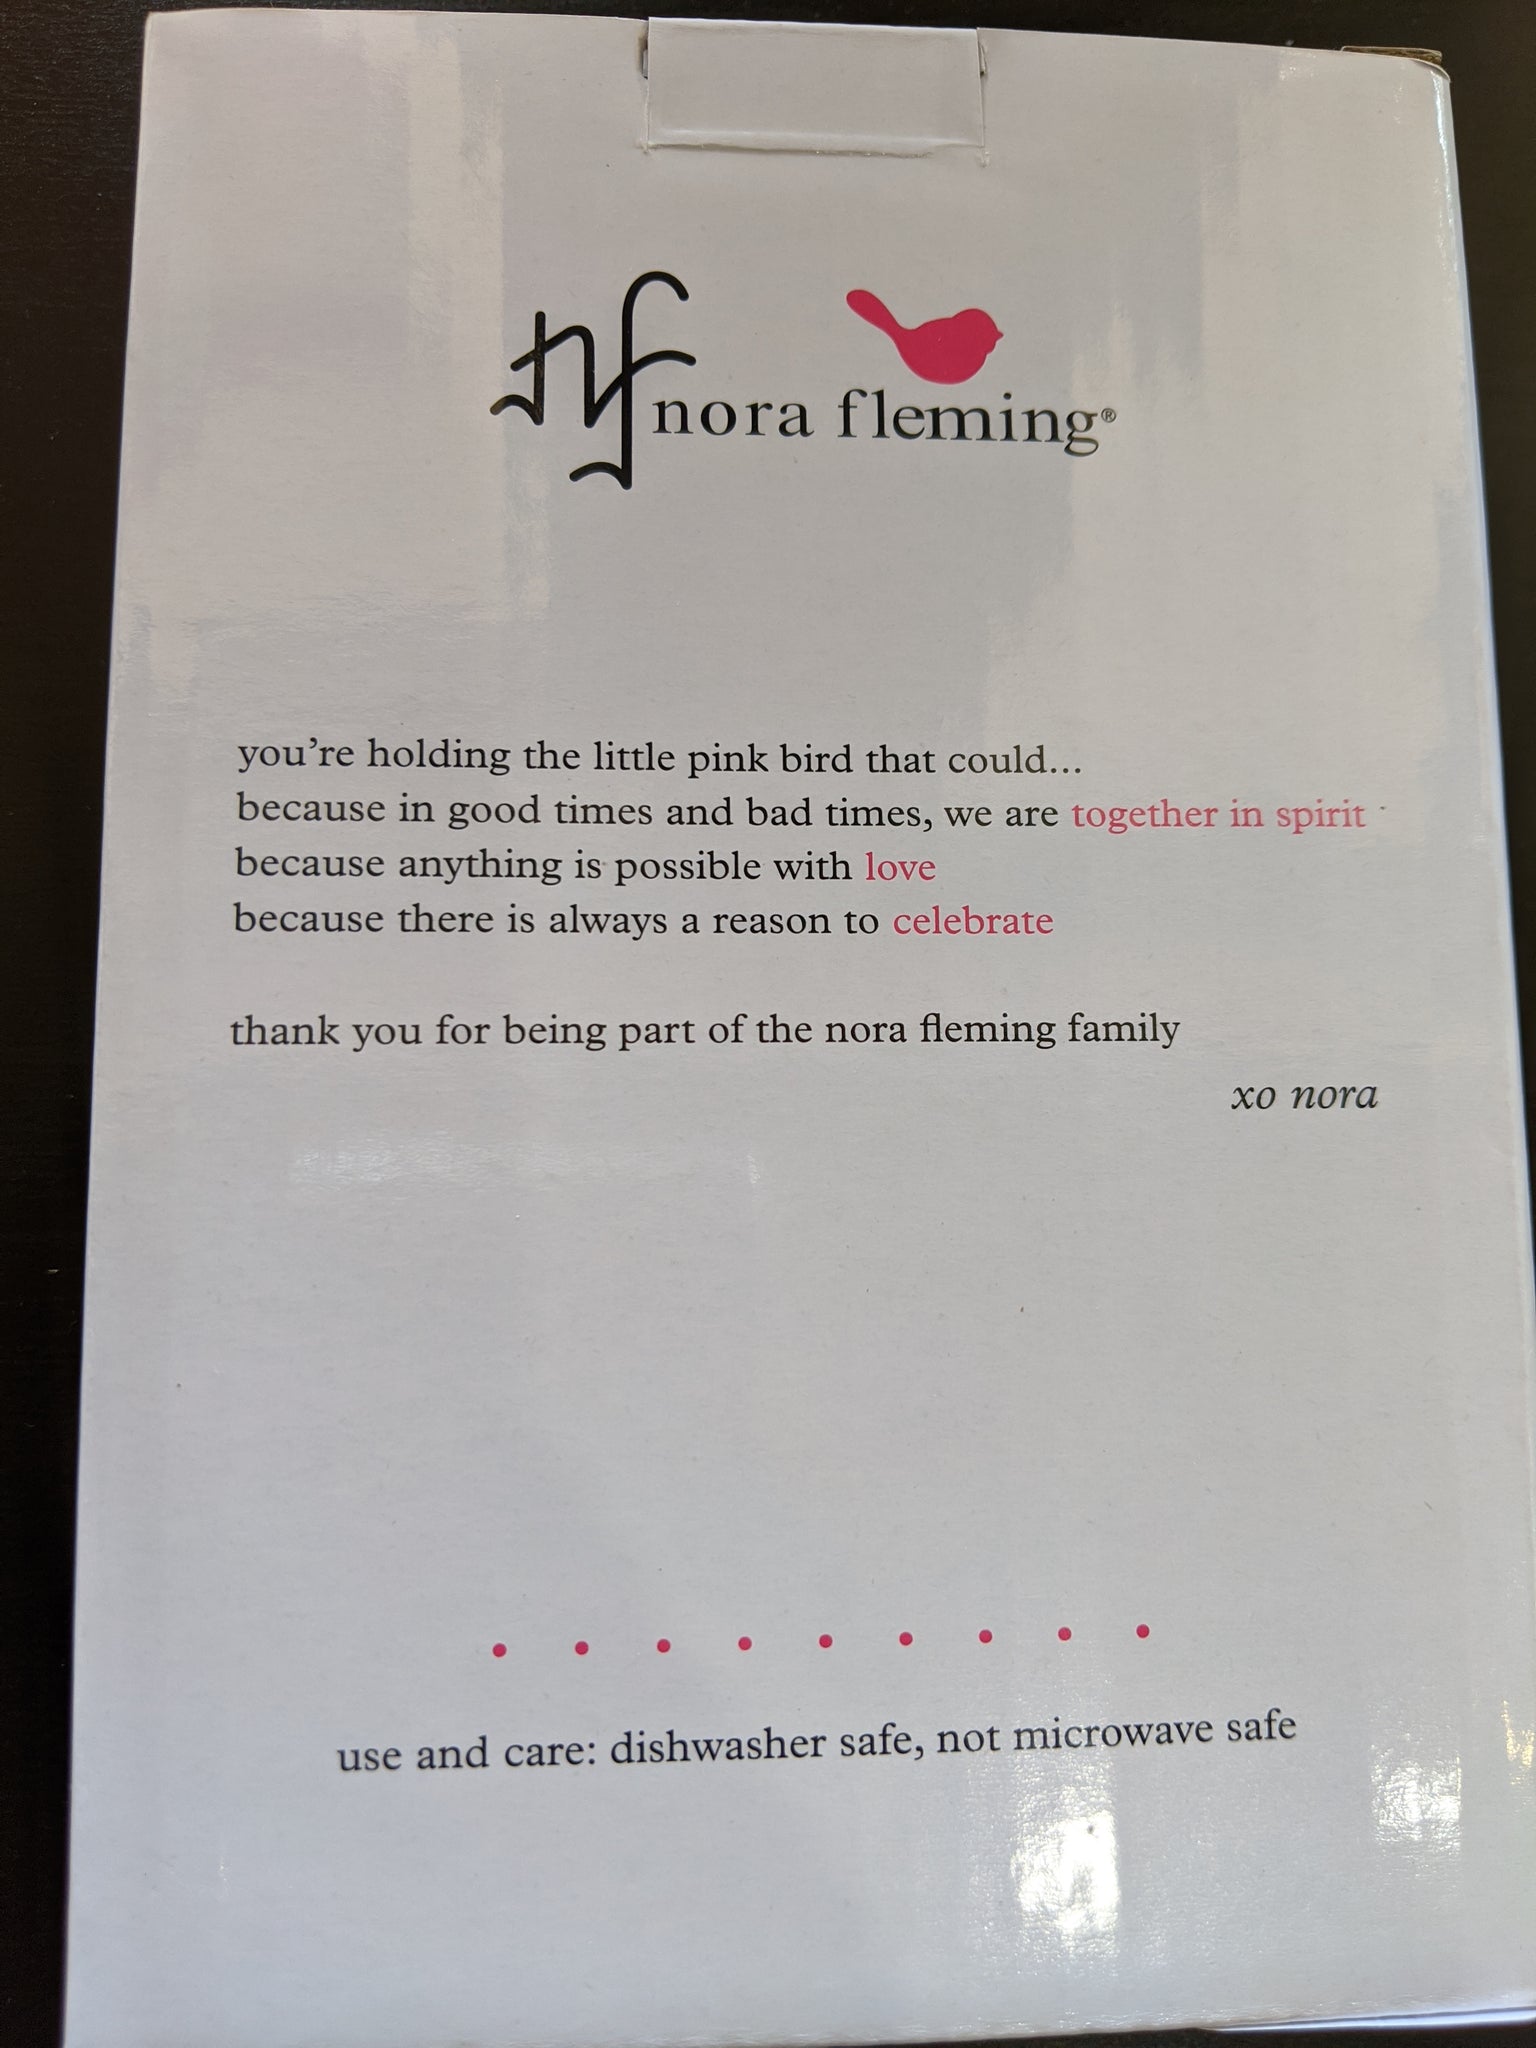 nf
nora fleming®
you're holding the little pink bird that could...
because in good times and bad times, we are together in spirit
because anything is possible with love
because there is always a reason to celebrate
thank you for being part of the nora fleming family
xo nora
use and care: dishwasher safe, not microwave safe